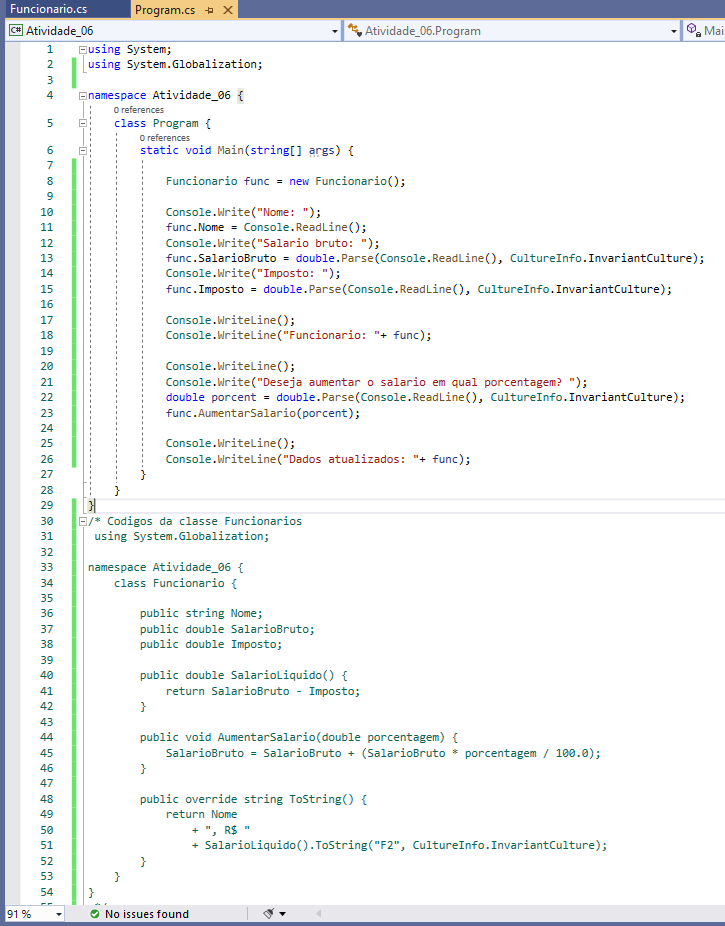 Funcionario.cs Program.cs
C# Atividade_06 Atividade_06.Program Mai
1 using System;
2 using System.Globalization;
3
4 namespace Atividade_06 {
0 references
5 class Program {
0 references
6 static void Main(string[] args) {
7
8 Funcionario func = new Funcionario();
9
10 Console.Write("Nome: ");
11 func.Nome = Console.ReadLine();
12 Console.Write("Salario bruto: ");
13 func.SalarioBruto = double.Parse(Console.ReadLine(), CultureInfo.InvariantCulture);
14 Console.Write("Imposto: ");
15 func.Imposto = double.Parse(Console.ReadLine(), CultureInfo.InvariantCulture);
16
17 Console.WriteLine();
18 Console.WriteLine("Funcionario: "+ func);
19
20 Console.WriteLine();
21 Console.Write("Deseja aumentar o salario em qual porcentagem? ");
22 double porcent = double.Parse(Console.ReadLine(), CultureInfo.InvariantCulture);
23 func.AumentarSalario(porcent);
24
25 Console.WriteLine();
26 Console.WriteLine("Dados atualizados: "+ func);
27 }
28 }
29 }
30 /* Codigos da classe Funcionarios
31 using System.Globalization;
32
33 namespace Atividade_06 {
34 class Funcionario {
35
36 public string Nome;
37 public double SalarioBruto;
38 public double Imposto;
39
40 public double SalarioLiquido() {
41 return SalarioBruto - Imposto;
42 }
43
44 public void AumentarSalario(double porcentagem) {
45 SalarioBruto = SalarioBruto + (SalarioBruto * porcentagem / 100.0);
46 }
47
48 public override string ToString() {
49 return Nome
50 + ", R$ "
51 + SalarioLiquido().ToString("F2", CultureInfo.InvariantCulture);
52 }
53 }
54 }
91 % No issues found